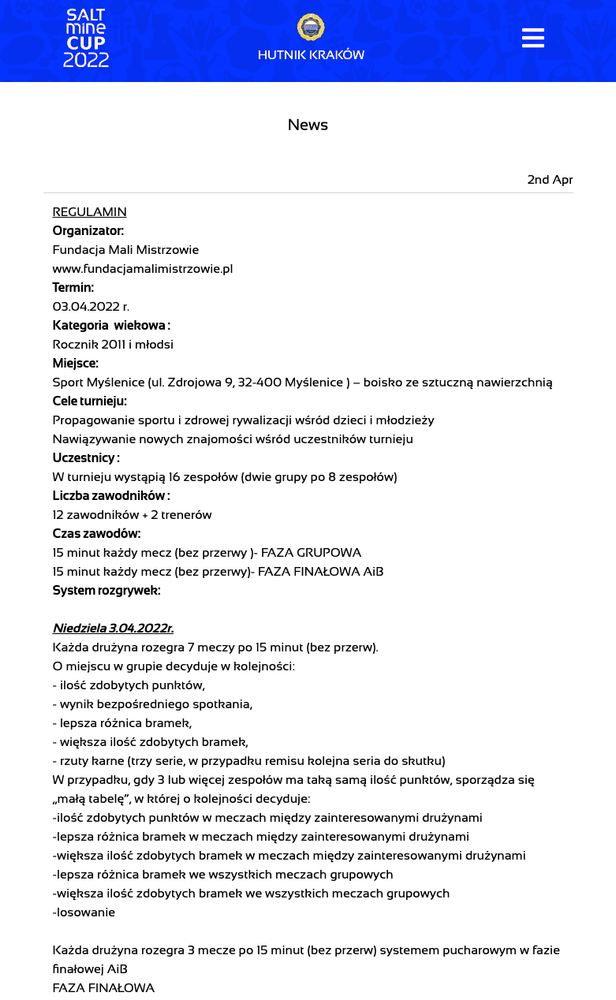 SALT
mine
CUP
2022
HUTNIK KRAKÓW
News
2nd Apr
REGULAMIN
Organizator:
Fundacja Mali Mistrzowie
www.fundacjamalimistrzowie.pl
Termin:
03.04.2022 r.
Kategoria wiekowa :
Rocznik 2011 i młodsi
Miejsce:
Sport Myślenice (ul. Zdrojowa 9, 32-400 Myślenice ) – boisko ze sztuczną nawierzchnią
Cele turnieju:
Propagowanie sportu i zdrowej rywalizacji wśród dzieci i młodzieży
Nawiązywanie nowych znajomości wśród uczestników turnieju
Uczestnicy :
W turnieju wystąpią 16 zespołów (dwie grupy po 8 zespołów)
Liczba zawodników :
12 zawodników + 2 trenerów
Czas zawodów:
15 minut każdy mecz (bez przerwy )- FAZA GRUPOWA
15 minut każdy mecz (bez przerwy)- FAZA FINAŁOWA AiB
System rozgrywek:
Niedziela 3.04.2022r.
Każda drużyna rozegra 7 meczy po 15 minut (bez przerw).
O miejscu w grupie decyduje w kolejności:
- ilość zdobytych punktów,
- wynik bezpośredniego spotkania,
- lepsza różnica bramek,
- większa ilość zdobytych bramek,
- rzuty karne (trzy serie, w przypadku remisu kolejna seria do skutku)
W przypadku, gdy 3 lub więcej zespołów ma taką samą ilość punktów, sporządza się
„małą tabelę”, w której o kolejności decyduje:
-ilość zdobytych punktów w meczach między zainteresowanymi drużynami
-lepsza różnica bramek w meczach między zainteresowanymi drużynami
-większa ilość zdobytych bramek w meczach między zainteresowanymi drużynami
-lepsza różnica bramek we wszystkich meczach grupowych
-większa ilość zdobytych bramek we wszystkich meczach grupowych
-losowanie
Każda drużyna rozegra 3 mecze po 15 minut (bez przerw) systemem pucharowym w fazie
finałowej AiB
FAZA FINAŁOWA